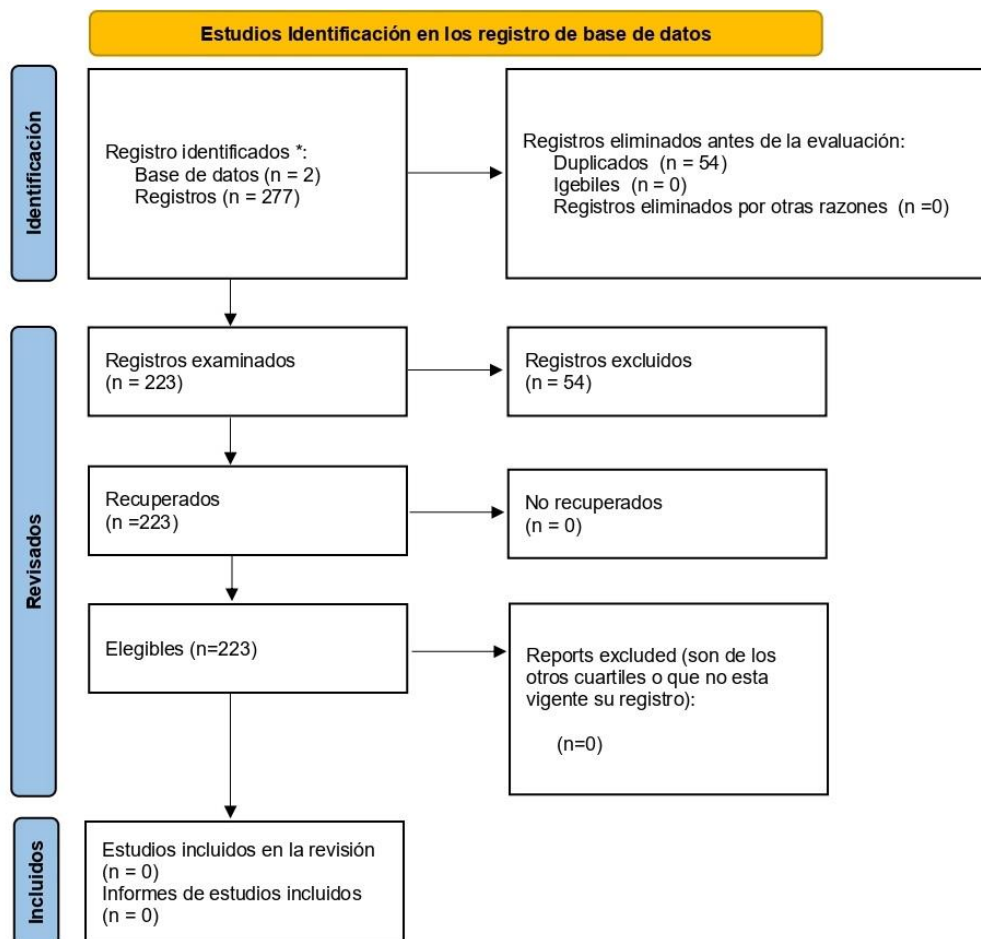 Estudios Identificación en los registro de base de datos
Identificación
Registro identificados *:
Base de datos (n = 2)
Registros (n = 277)
Registros eliminados antes de la evaluación:
Duplicados (n = 54)
Igebiles (n = 0)
Registros eliminados por otras razones (n =0)
Revisados
Registros examinados
(n = 223)
Registros excluidos
(n = 54)
Recuperados
(n =223)
No recuperados
(n = 0)
Elegibles (n=223)
Reports excluded (son de los
otros cuartiles o que no esta
vigente su registro):
(n=0)
Incluidos
Estudios incluidos en la revisión
(n = 0)
Informes de estudios incluidos
(n = 0)